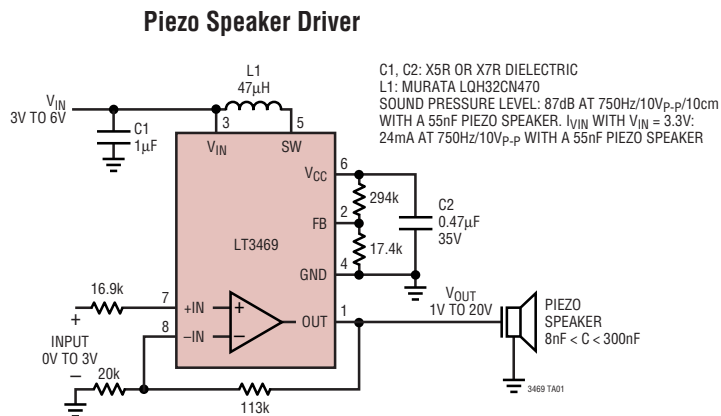 Piezo Speaker Driver
C1, C2: X5R OR X7R DIELECTRIC
L1: MURATA LQH32CN470
SOUND PRESSURE LEVEL: 87dB AT 750Hz/10VP-P/10cm
WITH A 55nF PIEZO SPEAKER. IVIN WITH VIN = 3.3V:
24mA AT 750Hz/10VP-P WITH A 55nF PIEZO SPEAKER
L1
47µH
VIN
3V TO 6V
C1
1µF
3
5
VIN
SW
VCC
6
294k
FB
2
C2
0.47µF
35V
17.4k
LT3469
GND
4
16.9k
+
7
+IN
+
8
–IN
–
OUT
1
INPUT
0V TO 3V
–
20k
113k
VOUT
1V TO 20V
PIEZO
SPEAKER
8nF < C < 300nF
3469 TA01